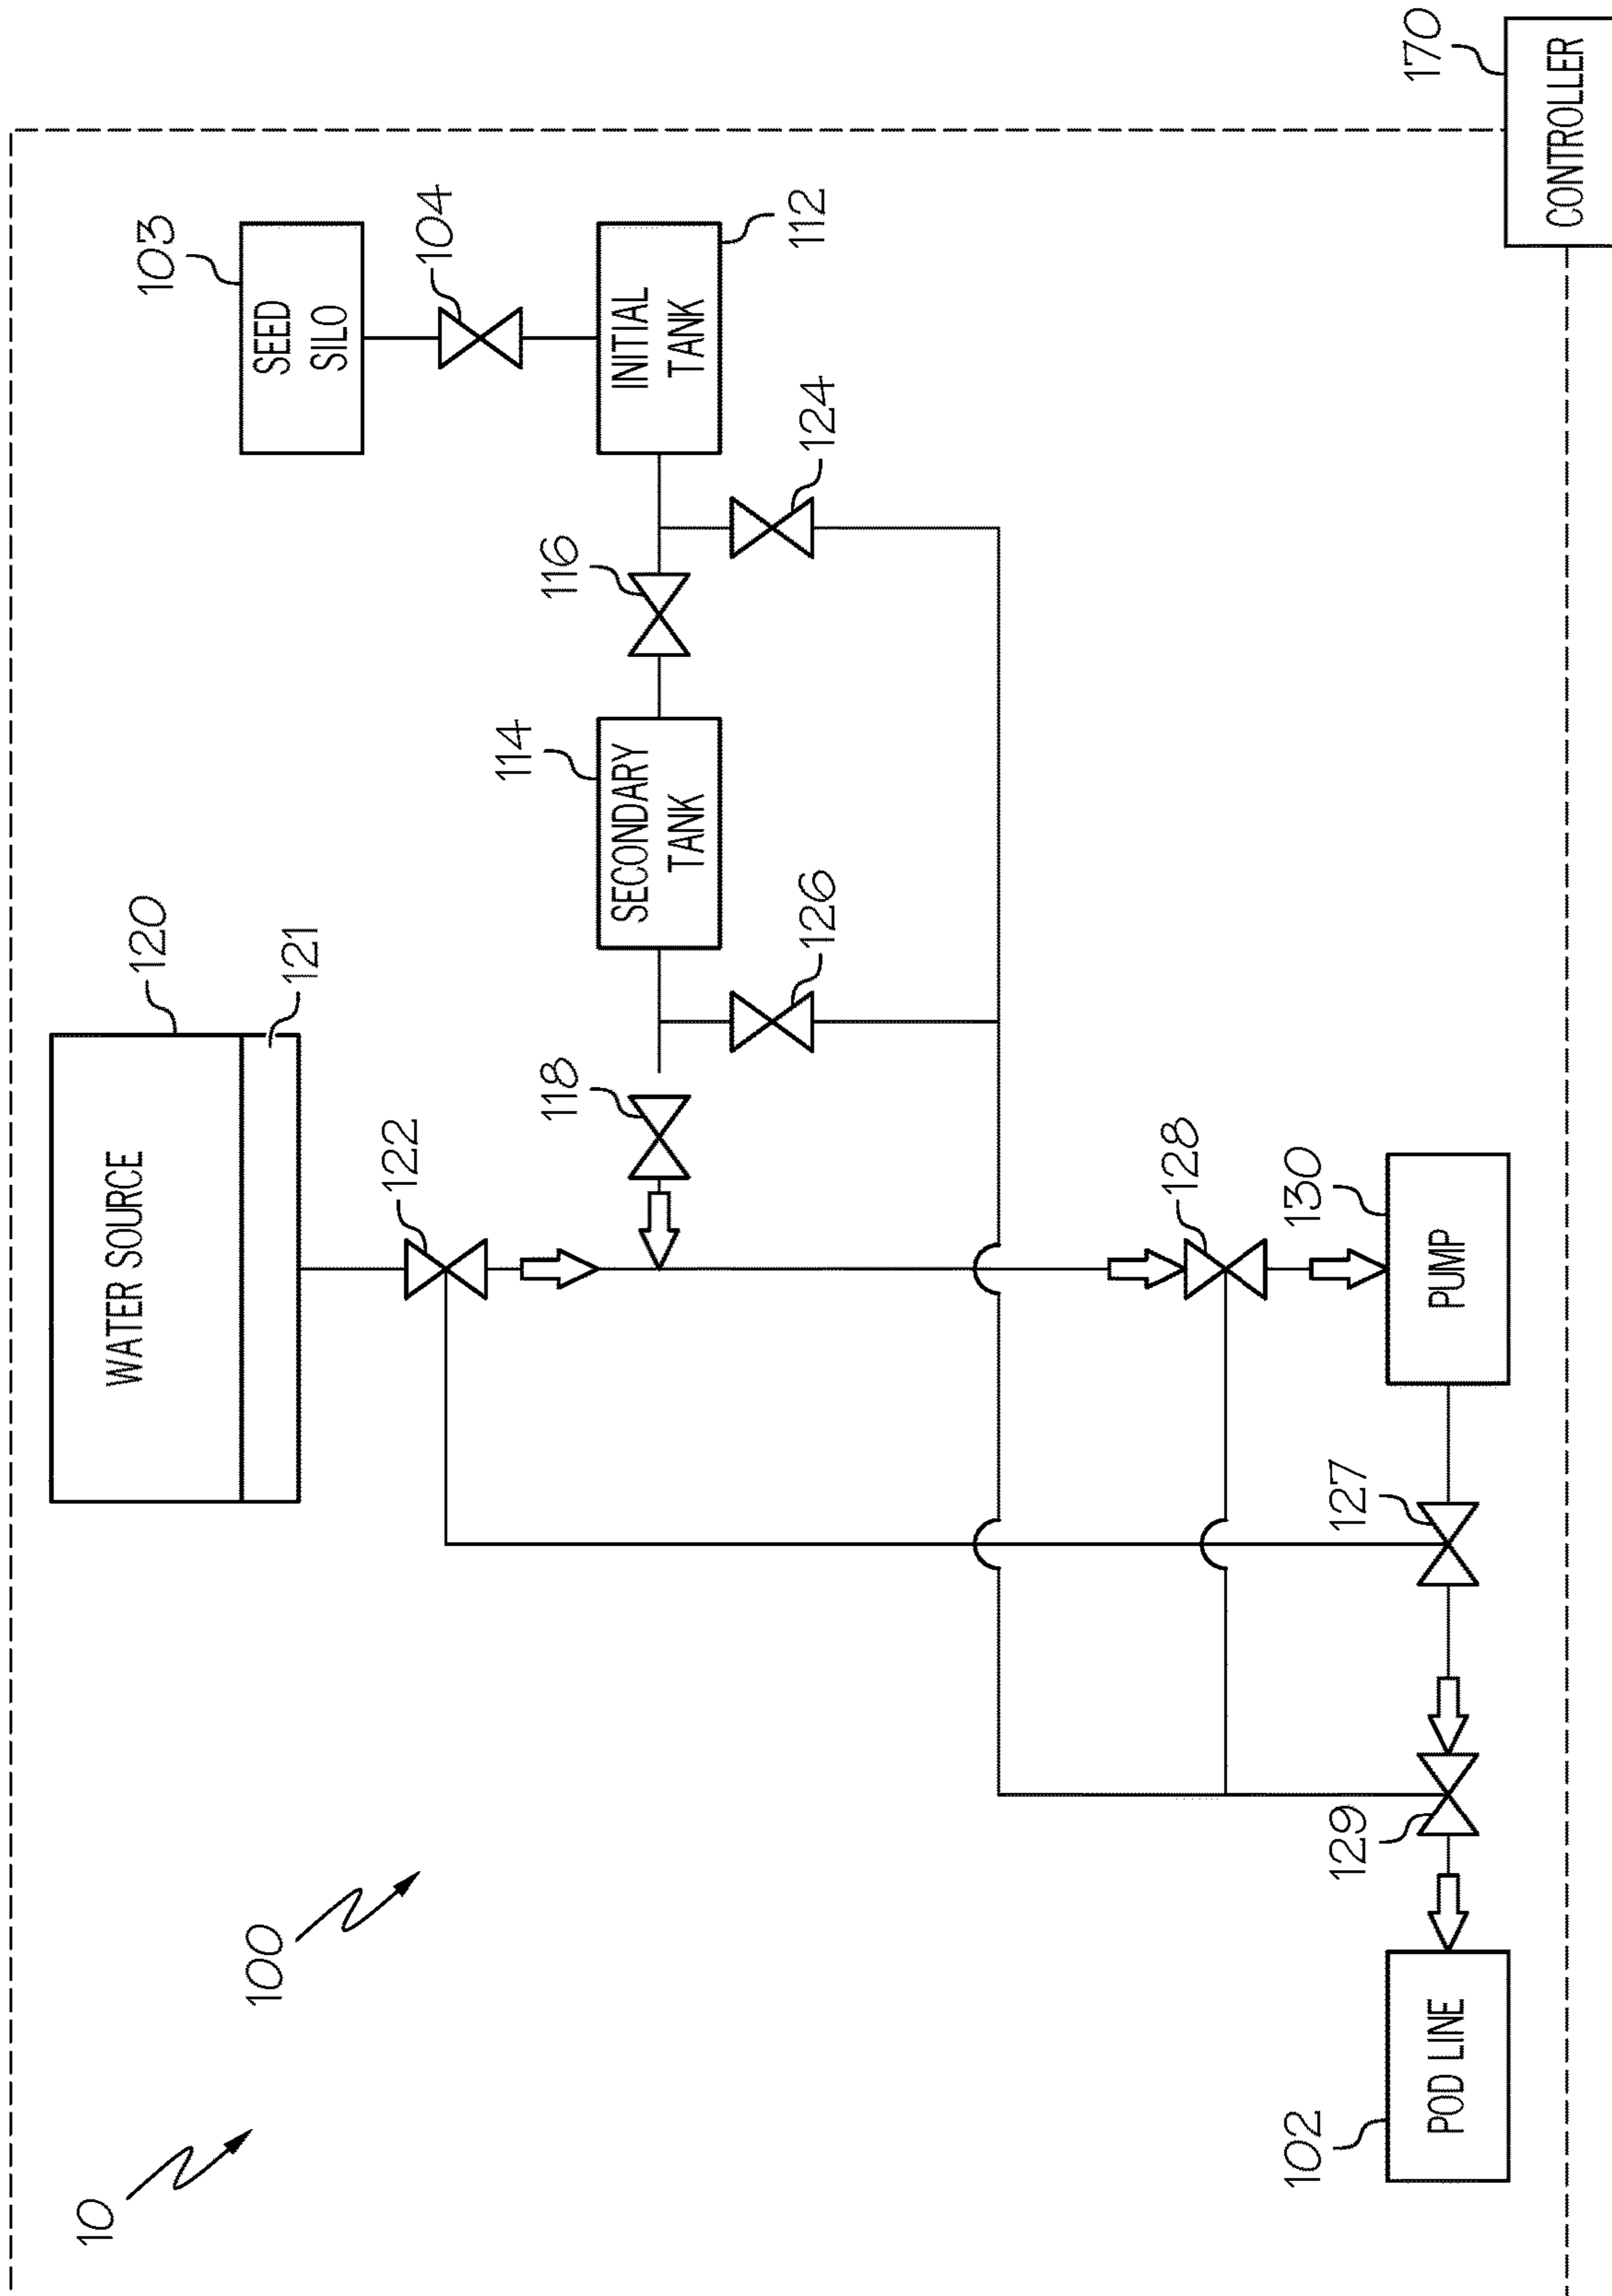 10
100
WATER SOURCE
120
121
103
SEED
SILO
104
122
118
114
116
SECONDARY
TANK
INITIAL
TANK
126
124
112
128
102
129
127
130
170
POD LINE
PUMP
CONTROLLER